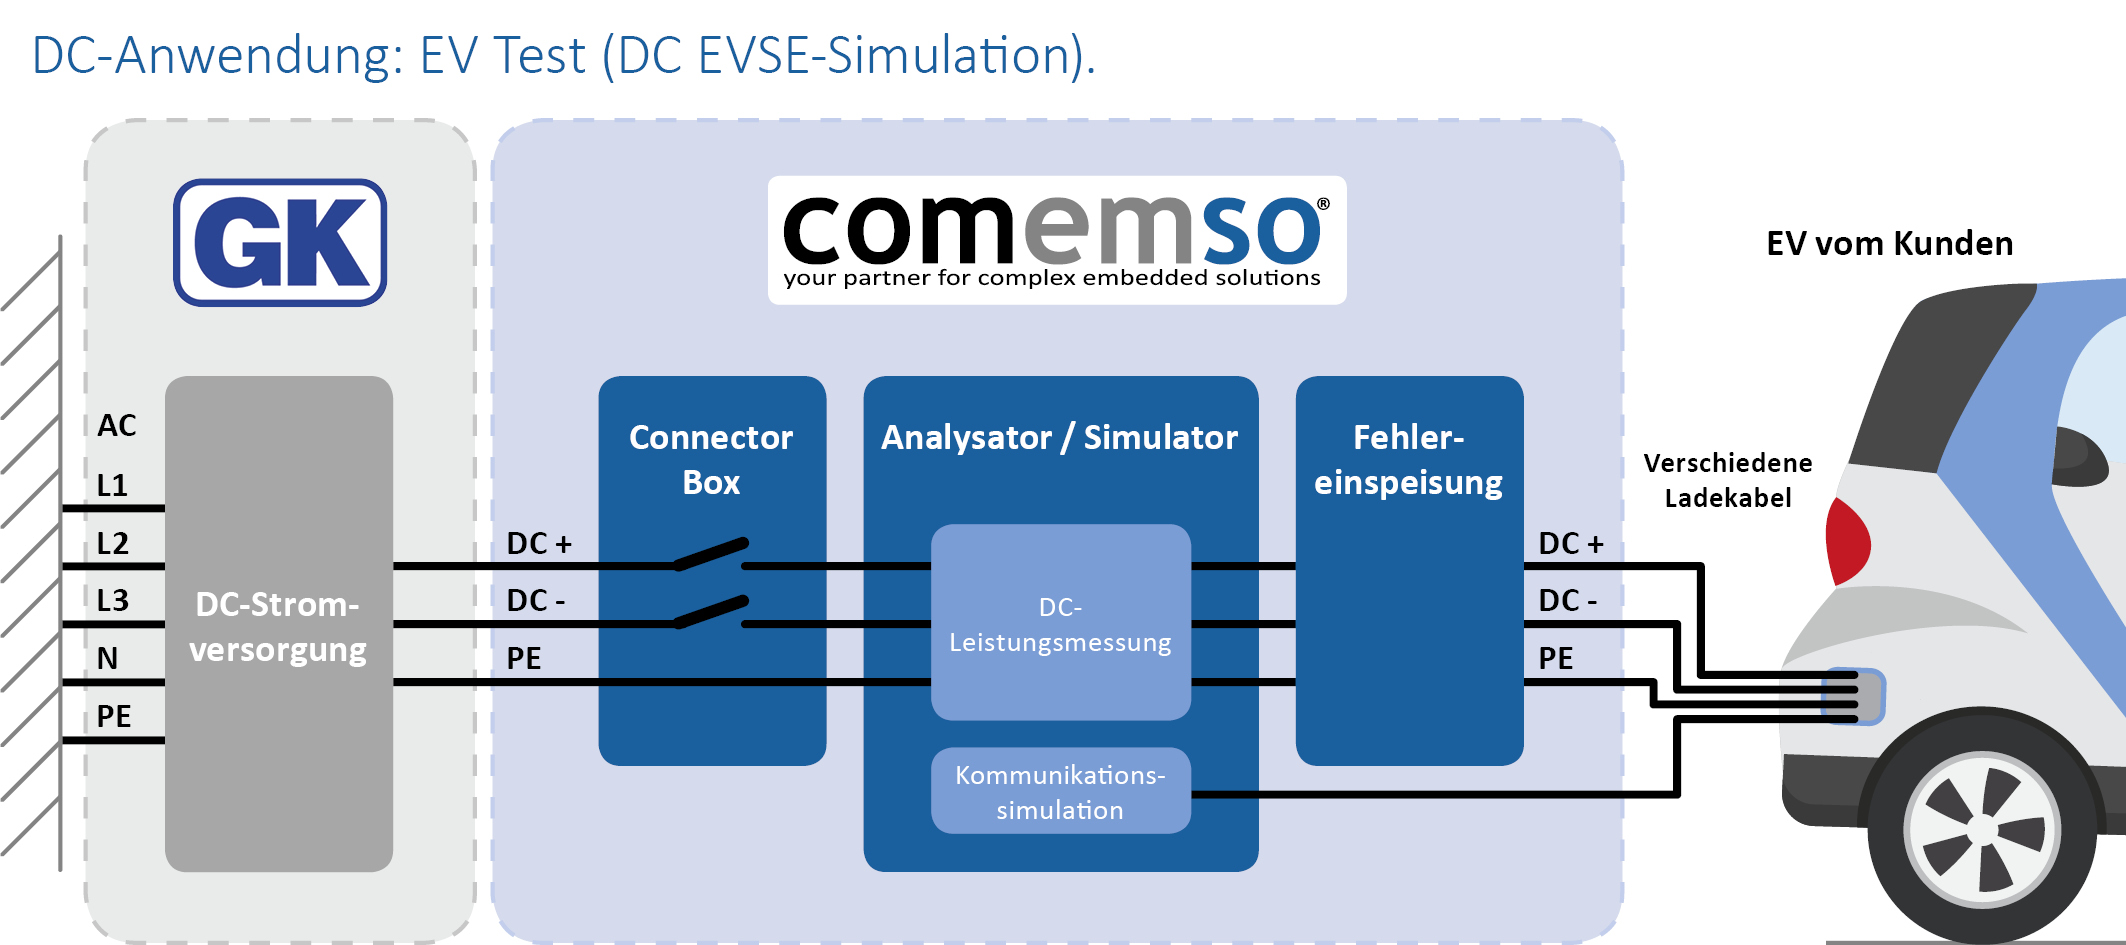 DC-Anwendung: EV Test (DC EVSE-Simulation).
GK
comemso®
your partner for complex embedded solutions
EV vom Kunden
AC
L1
L2
L3
N
PE
DC-Strom-
versorgung
DC +
DC -
PE
Connector
Box
Analysator / Simulator
DC-
Leistungsmessung
Kommunikations-
simulation
Fehler-
einspeisung
DC +
DC -
PE
Verschiedene
Ladekabel